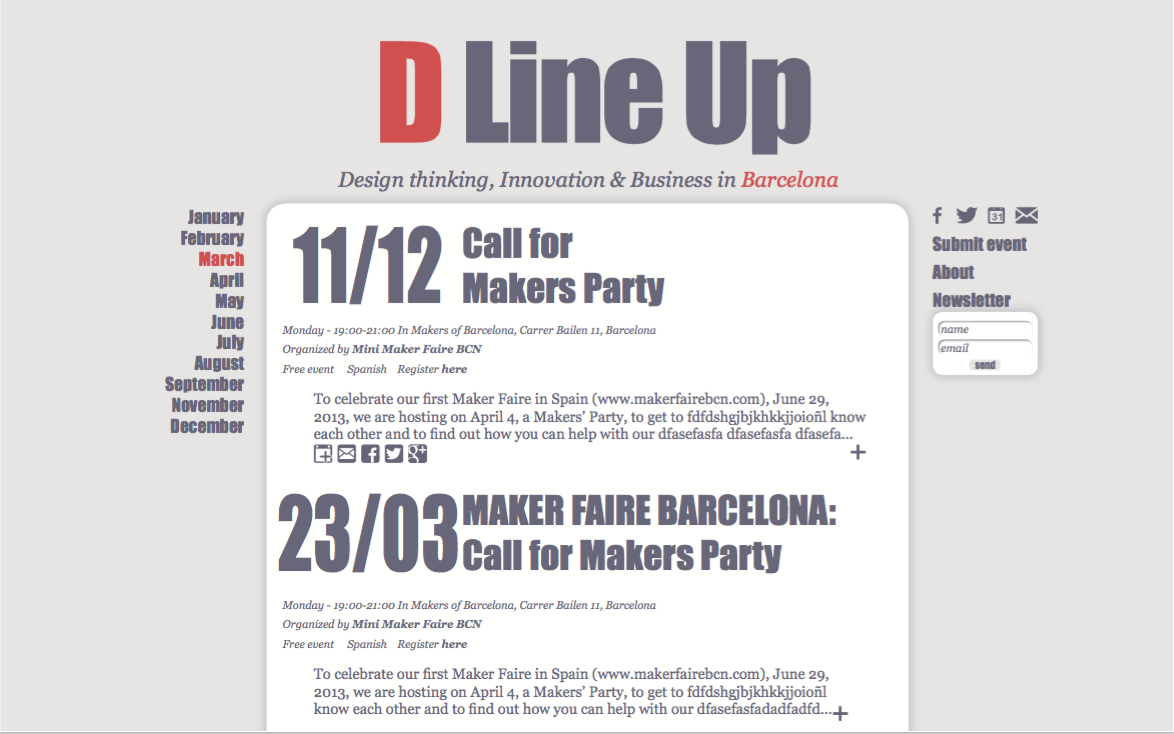 D Line Up
Design thinking, Innovation & Business in Barcelona
January
February
March
April
May
June
July
August
September
November
December
11/12
Call for
Makers Party
Monday - 19:00-21:00 In Makers of Barcelona, Carrer Bailen 11, Barcelona
Organized by Mini Maker Faire BCN
Free event Spanish Register here
To celebrate our first Maker Faire in Spain (www.makerfairebcn.com), June 29,
2013, we are hosting on April 4, a Makers' Party, to get to fdfdshgjbjkhkkjjoioñl know
each other and to find out how you can help with our dfasefasfa dfasefasfa dfasefa...
+
23/03
MAKER FAIRE BARCELONA:
Call for Makers Party
Monday - 19:00-21:00 In Makers of Barcelona, Carrer Bailen 11, Barcelona
Organized by Mini Maker Faire BCN
Free event Spanish Register here
To celebrate our first Maker Faire in Spain (www.makerfairebcn.com), June 29,
2013, we are hosting on April 4, a Makers' Party, to get to fdfdshgjbjkhkkjjoioñl
know each other and to find out how you can help with our dfasefasfadadfadfd...+
31
Submit event
About
Newsletter
name
email
send